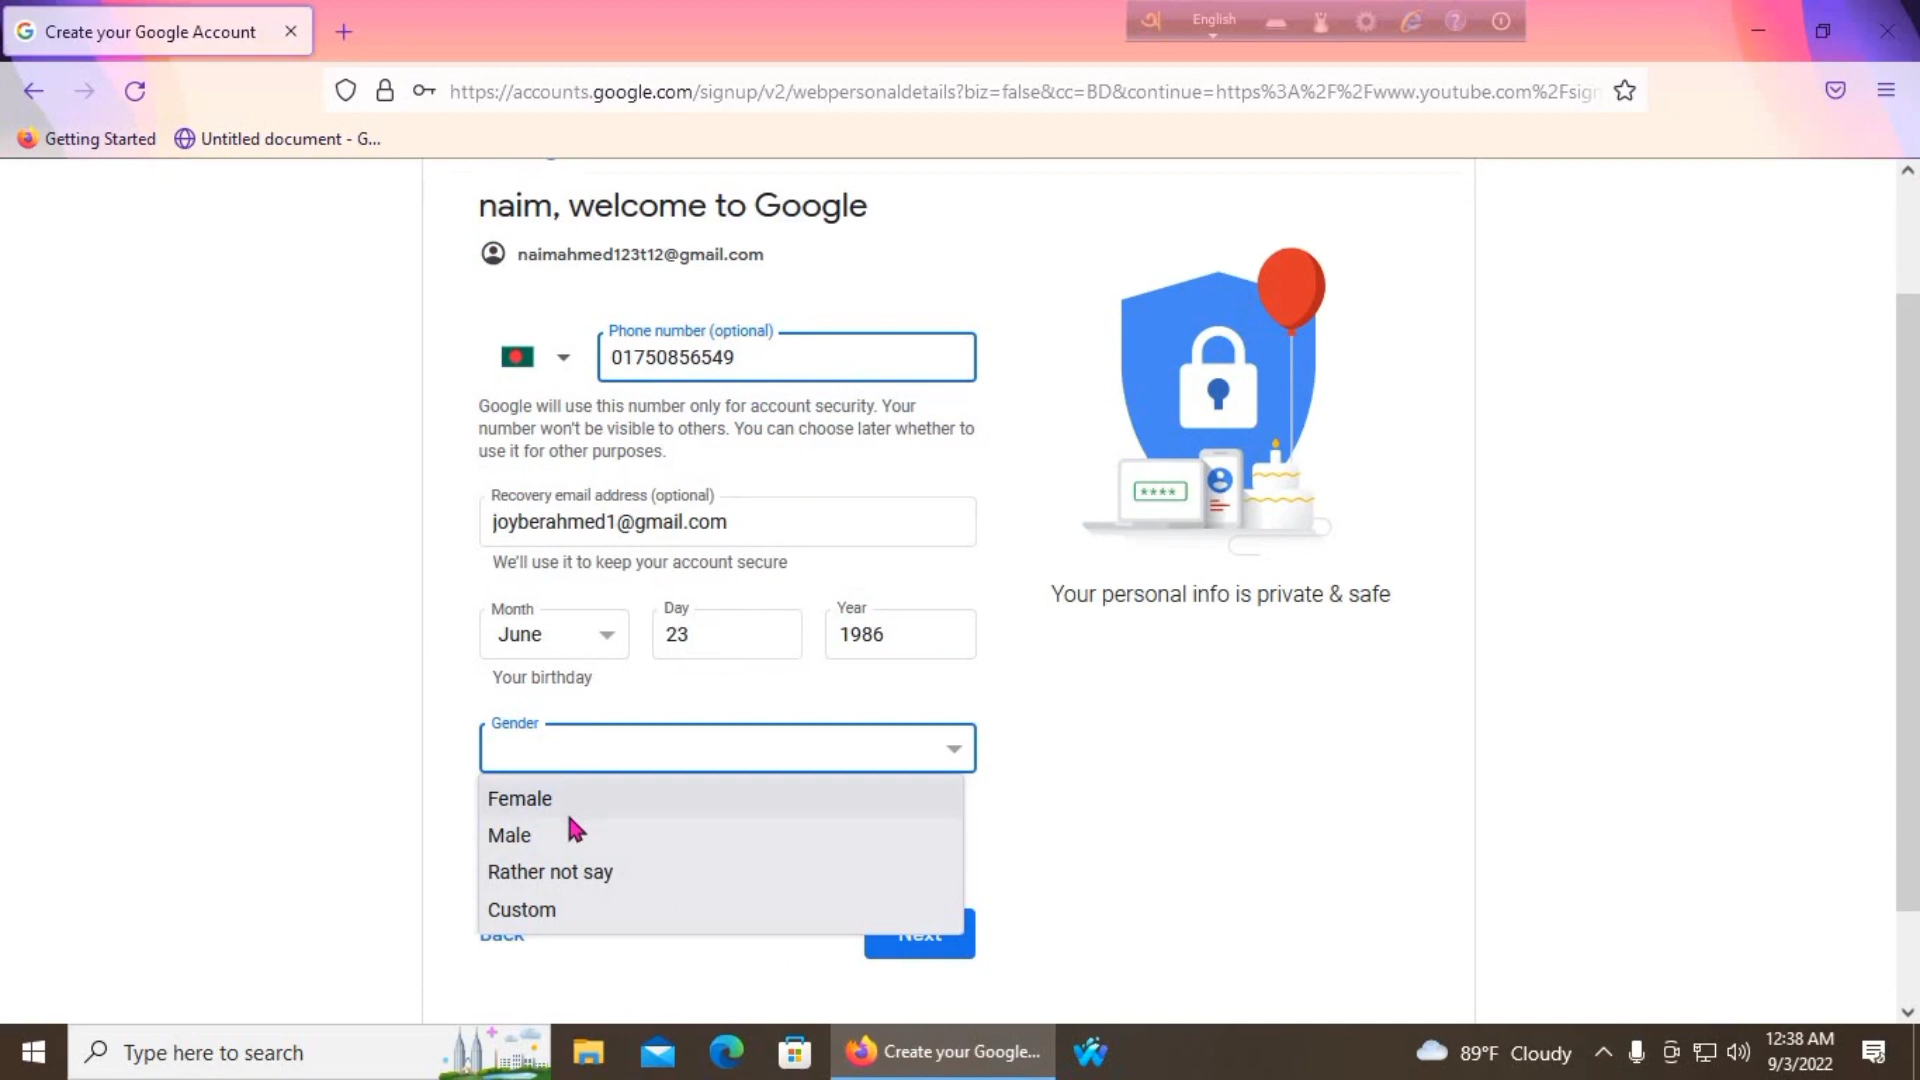 Create your Google Account
English
https://accounts.google.com/signup/v2/webpersonaldetails?biz=false&cc=BD&continue=https%3A%2F%2Fwww.youtube.com%2Fsign
Getting Started
Untitled document - G...
naim, welcome to Google
naimahmed123t12@gmail.com
Phone number (optional)
01750856549
Google will use this number only for account security. Your
number won't be visible to others. You can choose later whether to
use it for other purposes.
Recovery email address (optional)
joyberahmed1@gmail.com
We'll use it to keep your account secure
****
Your personal info is private & safe
Month
Day
Year
June
23
1986
Your birthday
Gender
Female
Male
Rather not say
Custom
Back
Next
Type here to search
Create your Google...
89°F Cloudy
12:38 AM
9/3/2022